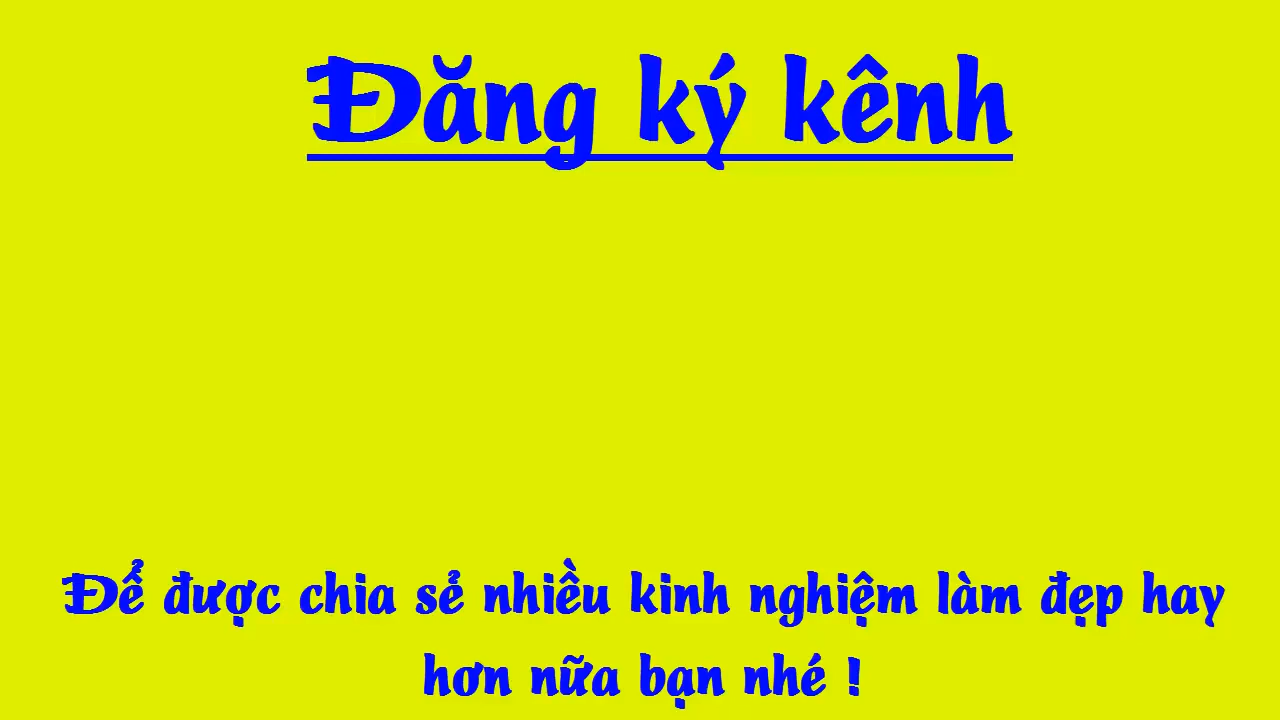 Đăng ký kênh
Để được chia sẻ nhiều kinh nghiệm làm đẹp hay
hơn nữa bạn nhé !